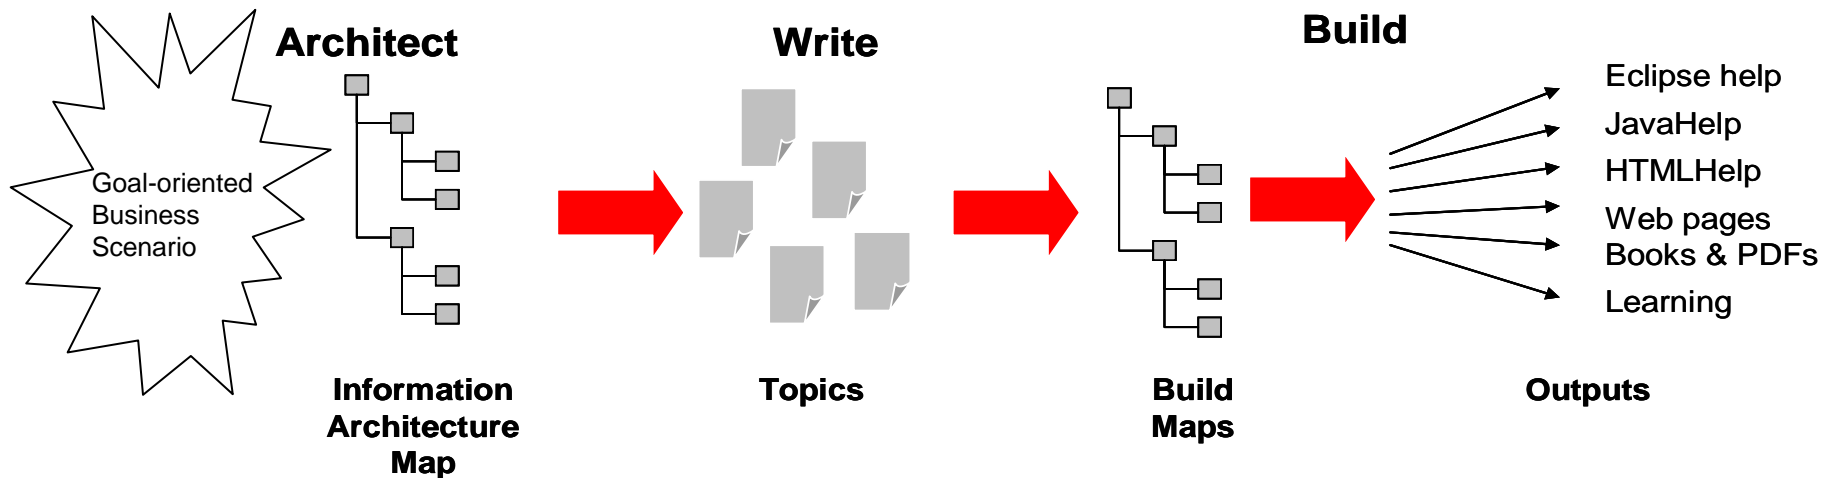 Architect
Write
Build
Goal-oriented
Business
Scenario
Eclipse help
JavaHelp
HTMLHelp
Web pages
Books & PDFs
Learning
Information
Architecture
Map
Topics
Build
Maps
Outputs